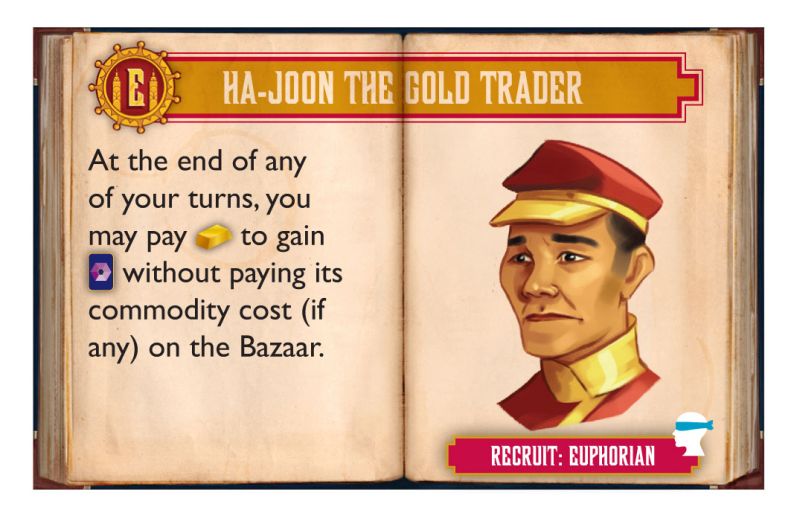 E
HA-JOON THE GOLD TRADER
At the end of any
of your turns, you
may pay to gain
without paying its
commodity cost (if
any) on the Bazaar.
RECRUIT: EUPHORIAN